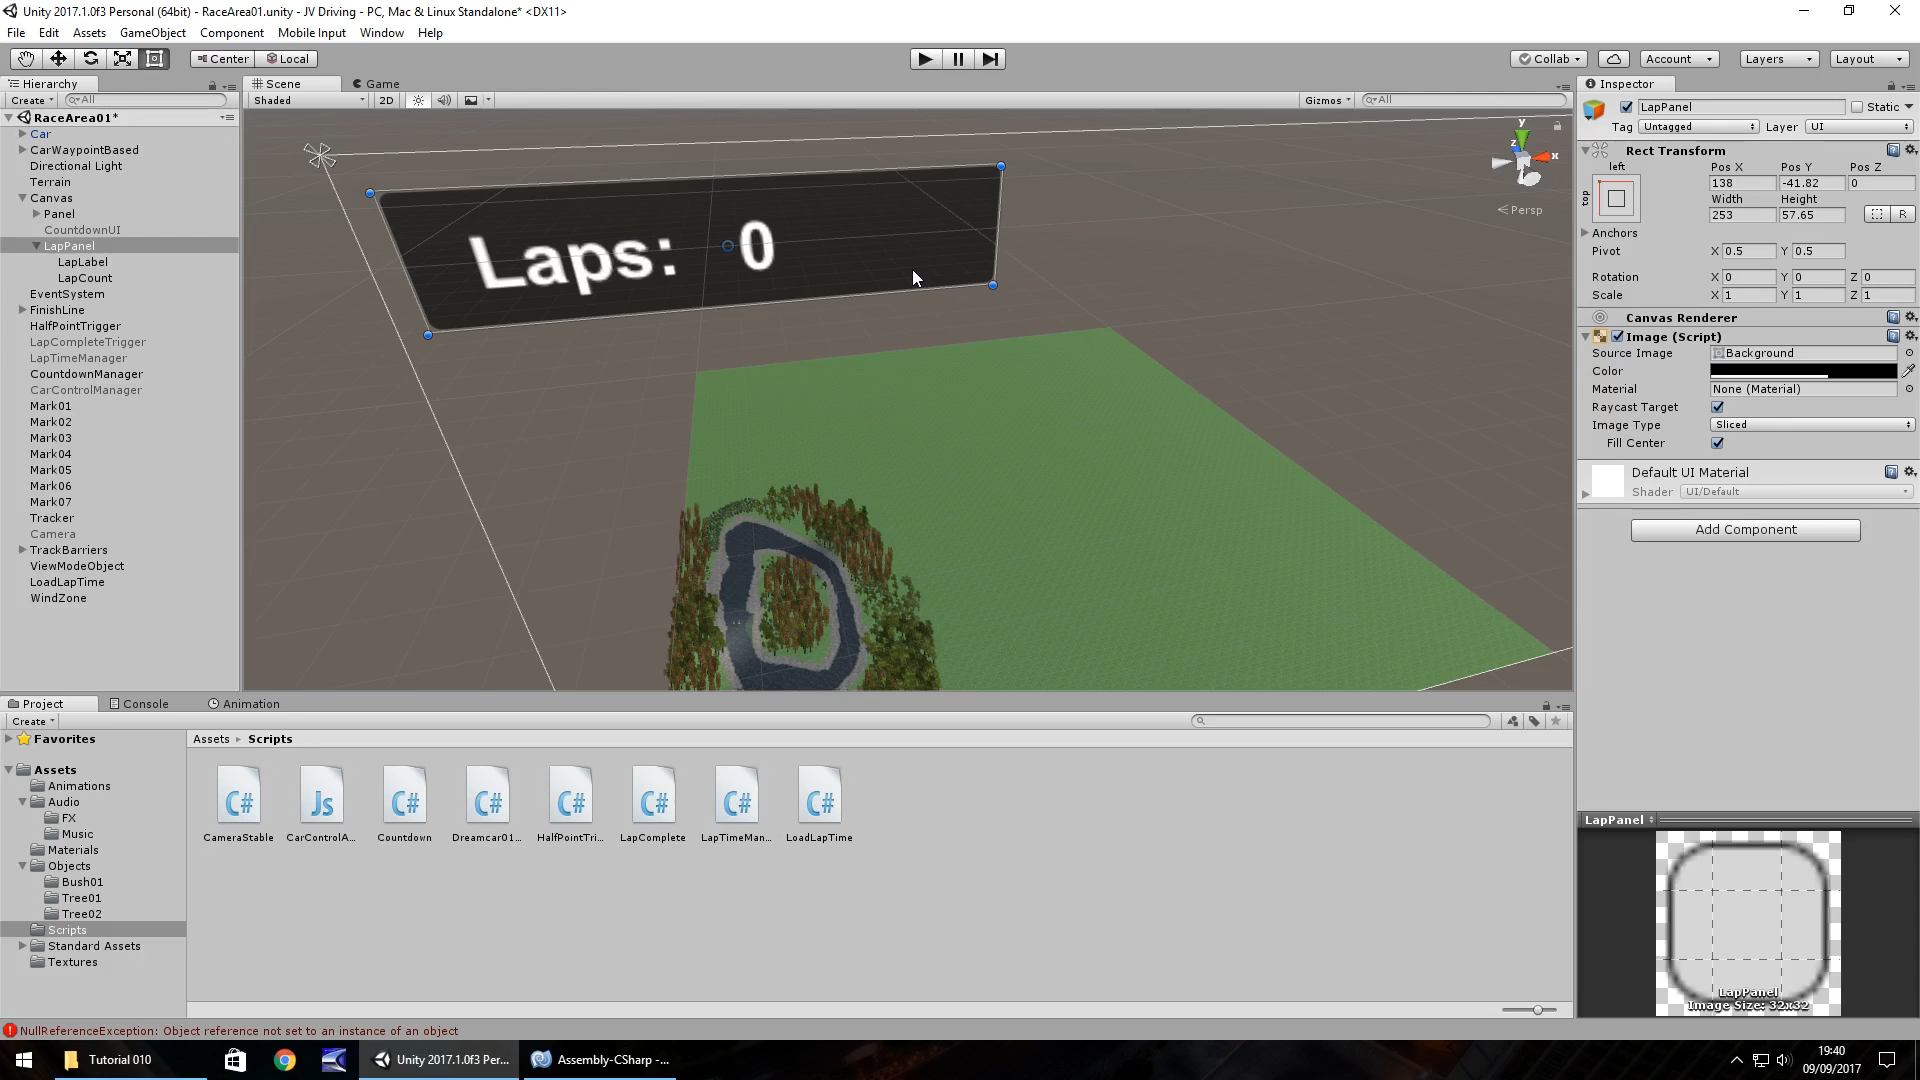 Unity 2017.1.0f3 Personal (64bit) - RaceArea01.unity - JV Driving - PC, Mac & Linux Standalone* <DX11>
File Edit Assets GameObject Component Mobile Input Window Help
Center Local Collab Account Layers Layout
Hierarchy
Create All
RaceArea01*
Car
CarWaypointBased
Directional Light
Terrain
Canvas
Panel
CountdownUI
LapPanel
LapLabel
LapCount
EventSystem
FinishLine
HalfPointTrigger
LapCompleteTrigger
LapTimeManager
CountdownManager
CarControlManager
Mark01
Mark02
Mark03
Mark04
Mark05
Mark06
Mark07
Tracker
Camera
TrackBarriers
ViewModeObject
LoadLapTime
WindZone
Scene Game
Shaded 2D Gizmos All
y
z x
Persp
Laps: 0
Inspector
LapPanel Static
Tag Untagged Layer UI
Rect Transform
left Pos X Pos Y Pos Z
top 138 -41.82 0
Width Height
253 57.65 R
Anchors
Pivot X 0.5 Y 0.5
Rotation X 0 Y 0 Z 0
Scale X 1 Y 1 Z 1
Canvas Renderer
Image (Script)
Source Image Background
Color
Material None (Material)
Raycast Target
Image Type Sliced
Fill Center
Default UI Material
Shader UI/Default
Add Component
LapPanel
LapPanel
Image Size: 32x32
Project Console Animation
Create
Favorites
Assets
Animations
Audio
FX
Music
Materials
Objects
Bush01
Tree01
Tree02
Scripts
Standard Assets
Textures
Assets Scripts
C# Js C# C# C# C# C# C#
CameraStable CarControlA... Countdown Dreamcar01... HalfPointTri... LapComplete LapTimeMan... LoadLapTime
NullReferenceException: Object reference not set to an instance of an object
Tutorial 010 Unity 2017.1.0f3 Per... Assembly-CSharp -...
19:40
09/09/2017